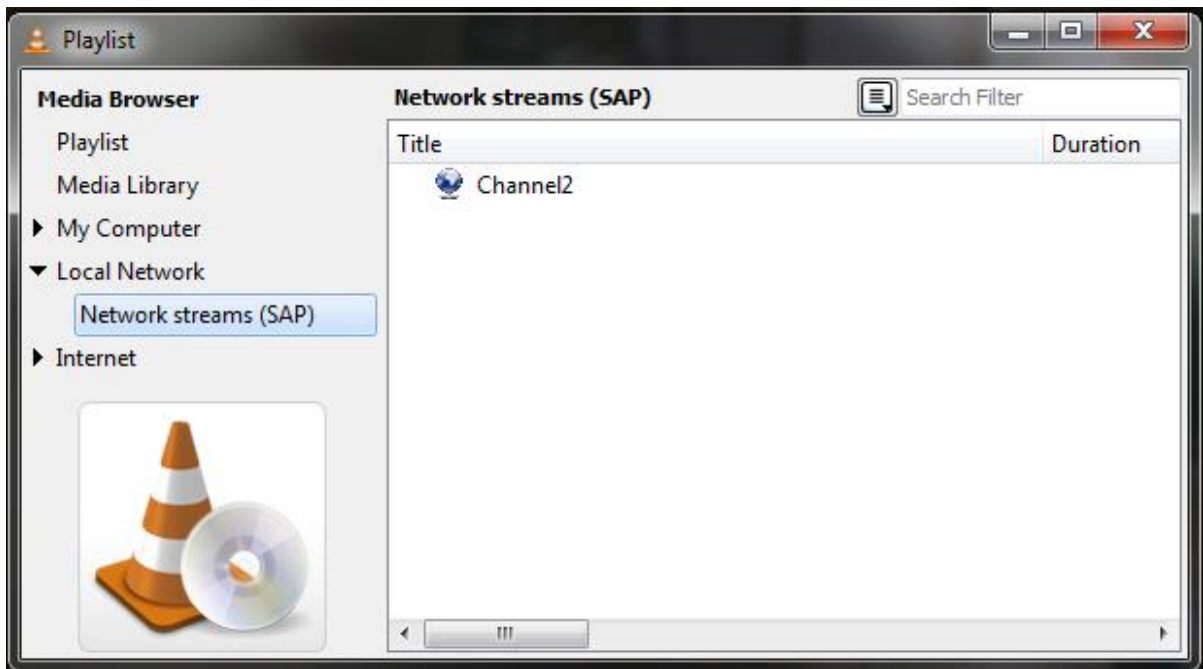 Playlist
Media Browser
Playlist
Media Library
My Computer
Local Network
Network streams (SAP)
Internet
Network streams (SAP)
Search Filter
Title Duration
Channel2